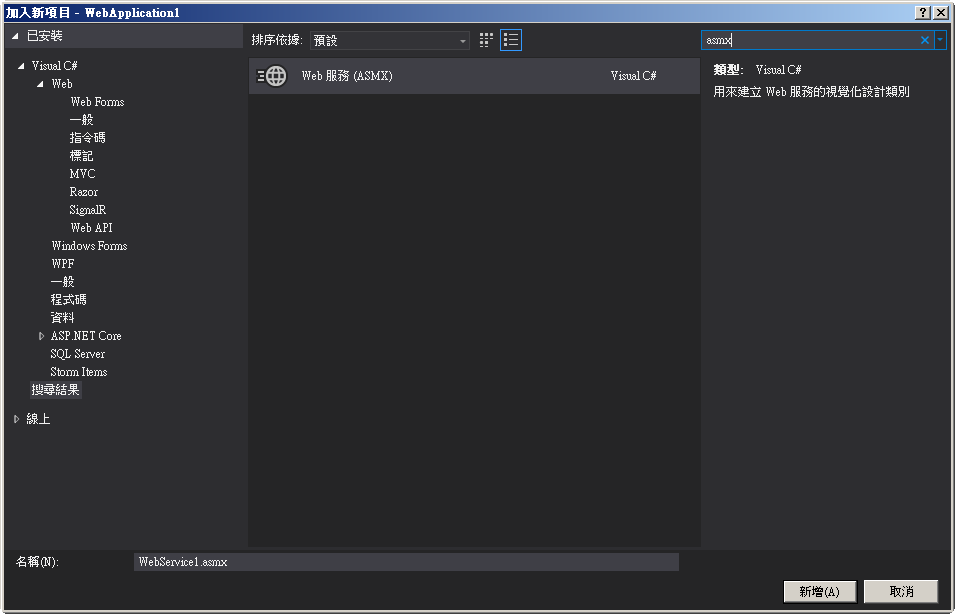 加入新項目 - WebApplication1
已安裝
排序依據: 預設
asmx
Visual C#
Web
Web Forms
一般
指令碼
標記
MVC
Razor
SignalR
Web API
Windows Forms
WPF
一般
程式碼
資料
ASP.NET Core
SQL Server
Storm Items
搜尋結果
線上
Web 服務 (ASMX)
Visual C#
類型: Visual C#
用來建立 Web 服務的視覺化設計類別
名稱(N): WebService1.asmx
新增(A) 取消